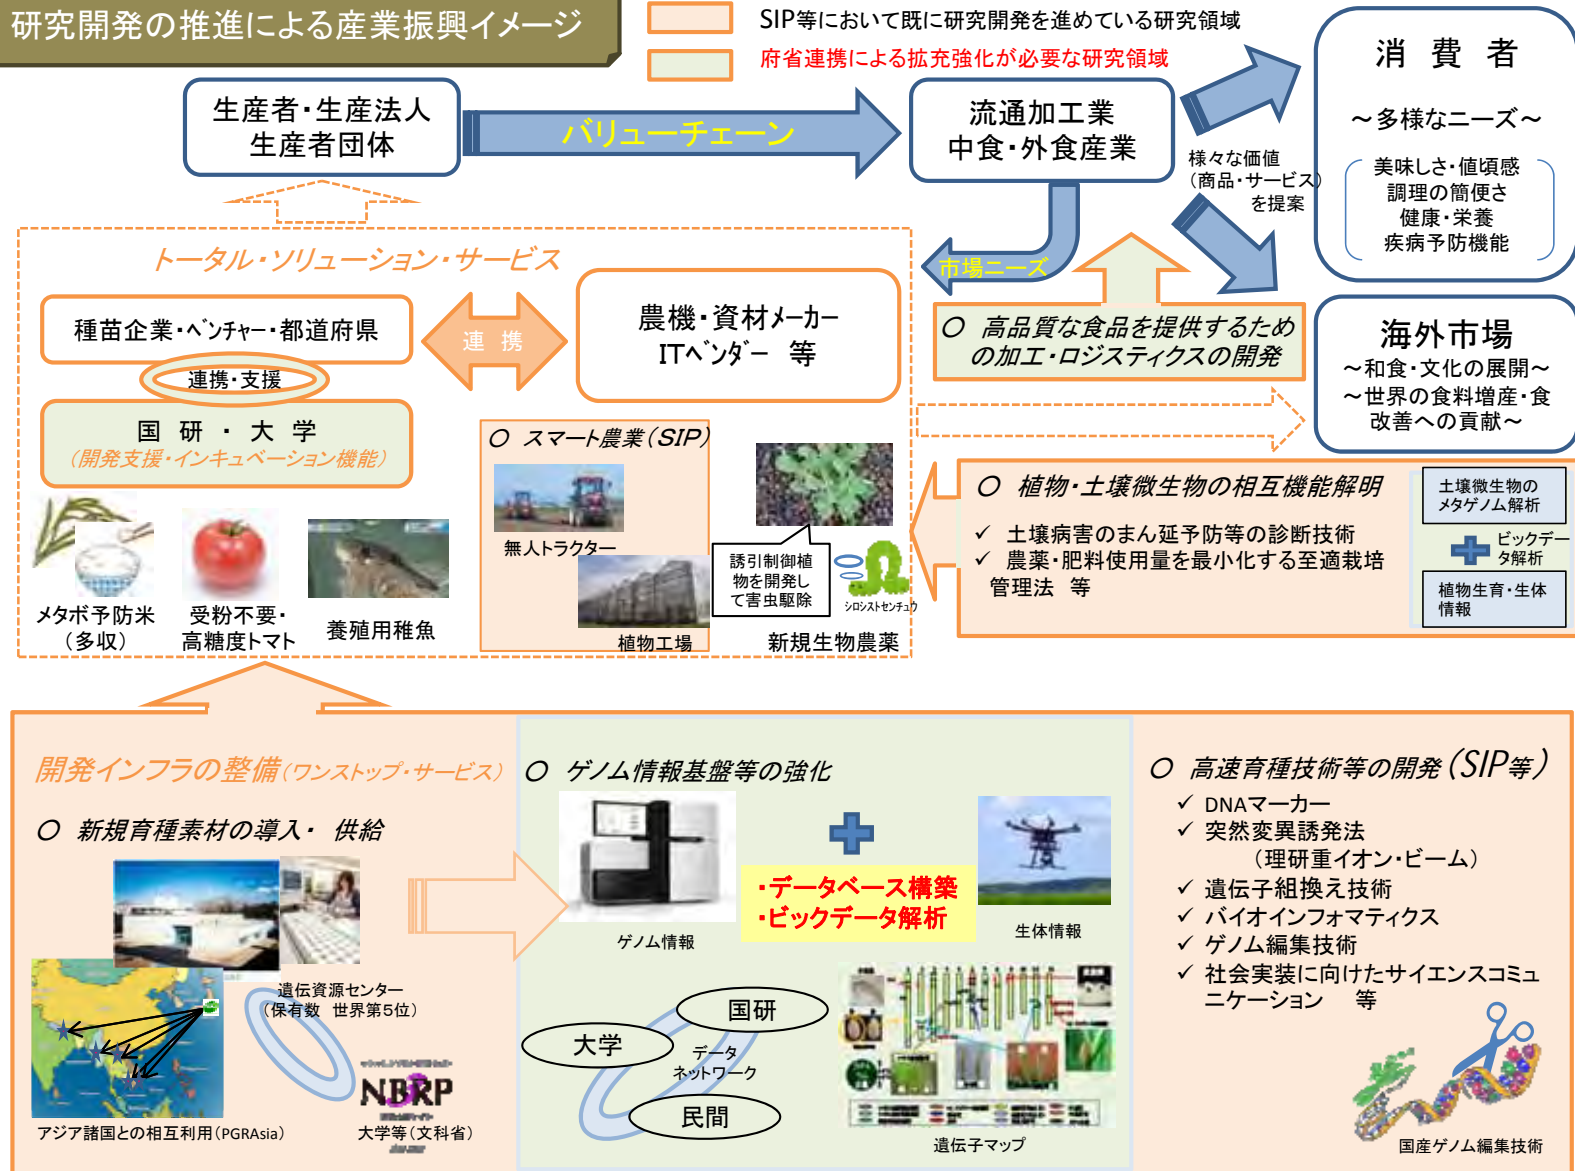 研究開発の推進による産業振興イメージ
SIP等において既に研究開発を進めている研究領域
府省連携による拡充強化が必要な研究領域
生産者・生産法人
生産者団体
バリューチェーン
流通加工業
中食・外食産業
消 費 者
～多様なニーズ～
美味しさ・値頃感
調理の簡便さ
健康・栄養
疾病予防機能
様々な価値
（商品・サービス）
を提案
市場ニーズ
トータル・ソリューション・サービス
種苗企業・ベンチャー・都道府県
連携・支援
国 研 ・ 大 学
（開発支援・インキュベーション機能）
連 携
農機・資材メーカー
ITベンダー 等
○ 高品質な食品を提供するため
の加工・ロジスティクスの開発
海外市場
～和食・文化の展開～
～世界の食料増産・食
改善への貢献～
メタボ予防米
（多収）
受粉不要・
高糖度トマト
養殖用稚魚
○ スマート農業（SIP）
無人トラクター
植物工場
誘引制御植
物を開発し
て害虫駆除
シロシストセンチュウ
新規生物農薬
○ 植物・土壌微生物の相互機能解明
✓ 土壌病害のまん延予防等の診断技術
✓ 農薬・肥料使用量を最小化する至適栽培
管理法 等
土壌微生物の
メタゲノム解析
ビックデー
タ解析
植物生育・生体
情報
開発インフラの整備（ワンストップ・サービス）
○ 新規育種素材の導入・ 供給
遺伝資源センター
（保有数 世界第5位）
アジア諸国との相互利用（PGRAsia）
NBRP
大学等（文科省）
○ ゲノム情報基盤等の強化
ゲノム情報
・データベース構築
・ビックデータ解析
生体情報
国研
大学
データ
ネットワーク
民間
遺伝子マップ
○ 高速育種技術等の開発（SIP等）
✓ DNAマーカー
✓ 突然変異誘発法
（理研重イオン・ビーム）
✓ 遺伝子組換え技術
✓ バイオインフォマティクス
✓ ゲノム編集技術
✓ 社会実装に向けたサイエンスコミュ
ニケーション 等
国産ゲノム編集技術